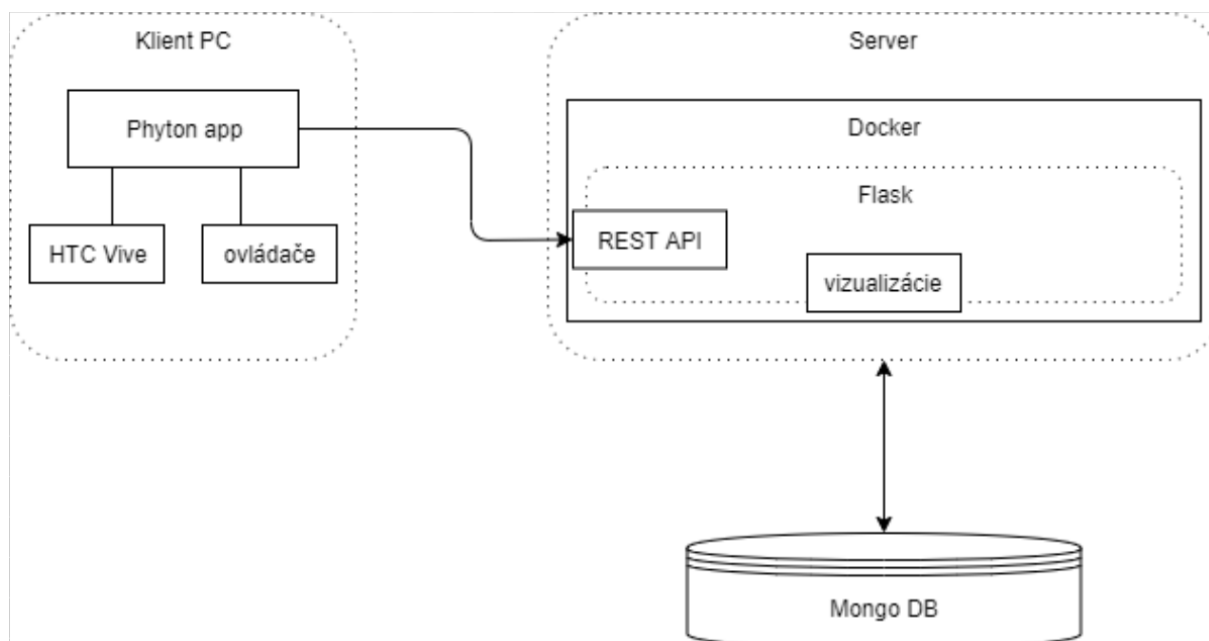 Klient PC
Phyton app
HTC Vive
ovládače
Server
Docker
Flask
REST API
vizualizácie
Mongo DB